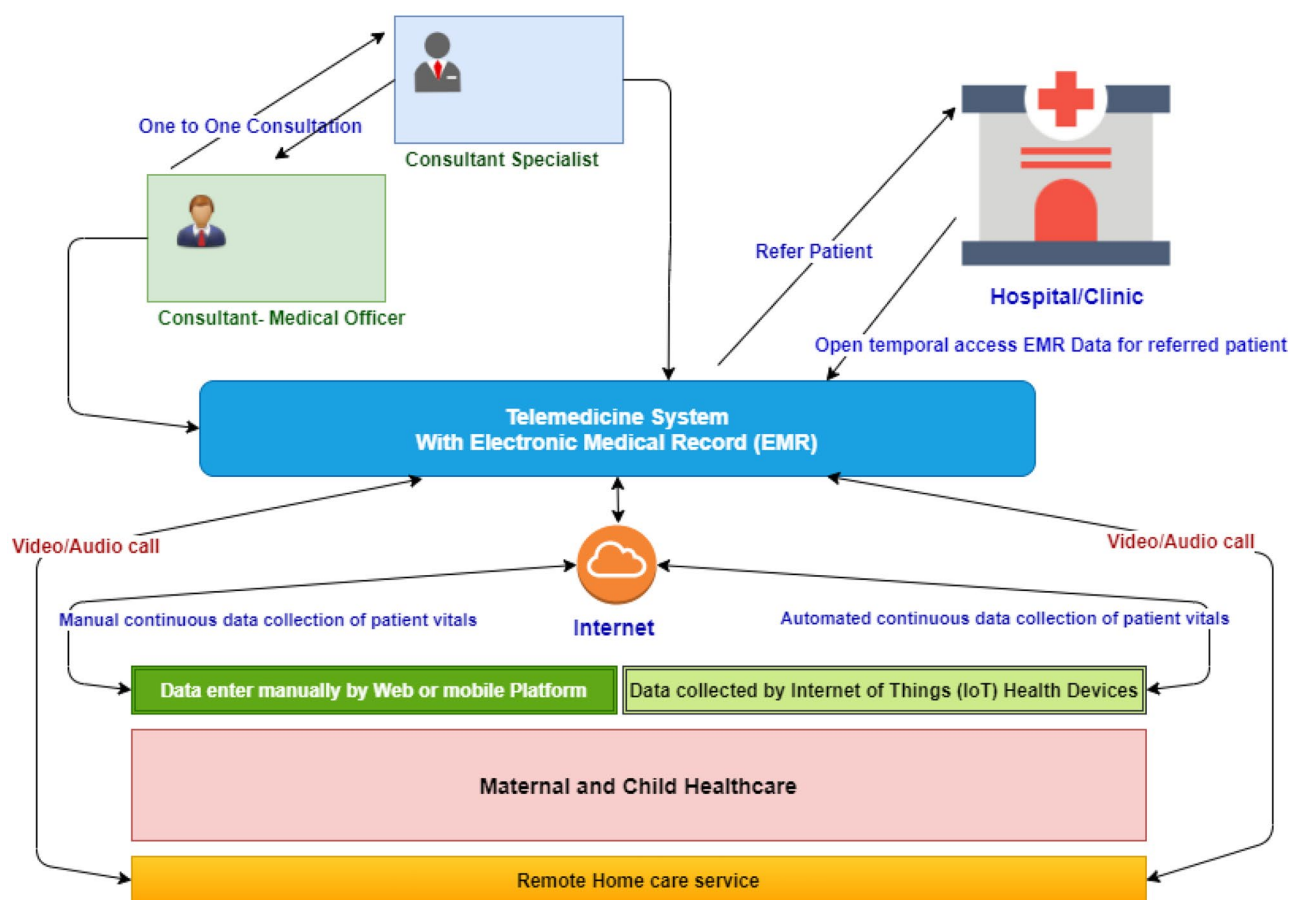 One to One Consultation
Consultant Specialist
Consultant- Medical Officer
Refer Patient
Hospital/Clinic
Open temporal access EMR Data for referred patient
Telemedicine System
With Electronic Medical Record (EMR)
Video/Audio call
Video/Audio call
Internet
Manual continuous data collection of patient vitals
Automated continuous data collection of patient vitals
Data enter manually by Web or mobile Platform
Data collected by Internet of Things (IoT) Health Devices
Maternal and Child Healthcare
Remote Home care service